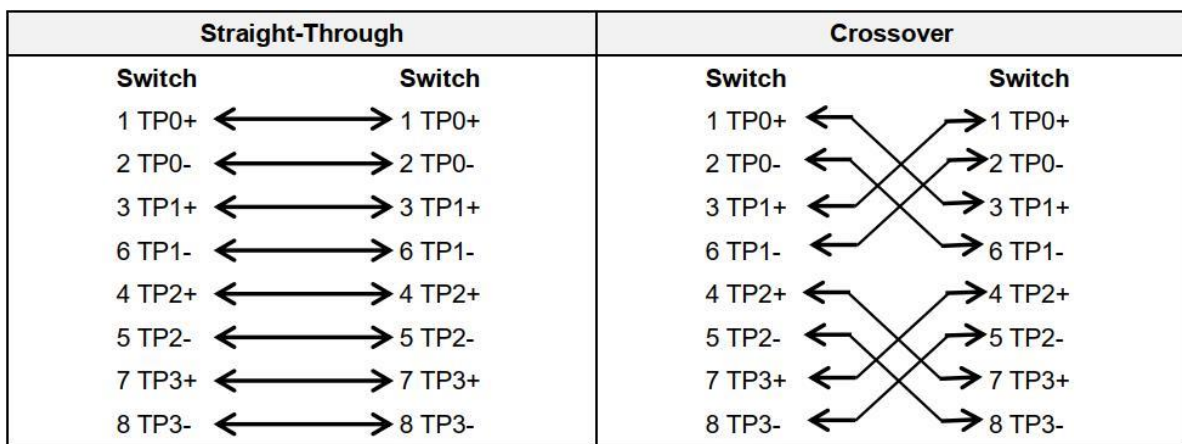 Straight-Through Crossover
Switch Switch Switch Switch
1 TP0+ 1 TP0+ 1 TP0+ 1 TP0+
2 TP0- 2 TP0- 2 TP0- 2 TP0-
3 TP1+ 3 TP1+ 3 TP1+ 3 TP1+
6 TP1- 6 TP1- 6 TP1- 6 TP1-
4 TP2+ 4 TP2+ 4 TP2+ 4 TP2+
5 TP2- 5 TP2- 5 TP2- 5 TP2-
7 TP3+ 7 TP3+ 7 TP3+ 7 TP3+
8 TP3- 8 TP3- 8 TP3- 8 TP3-